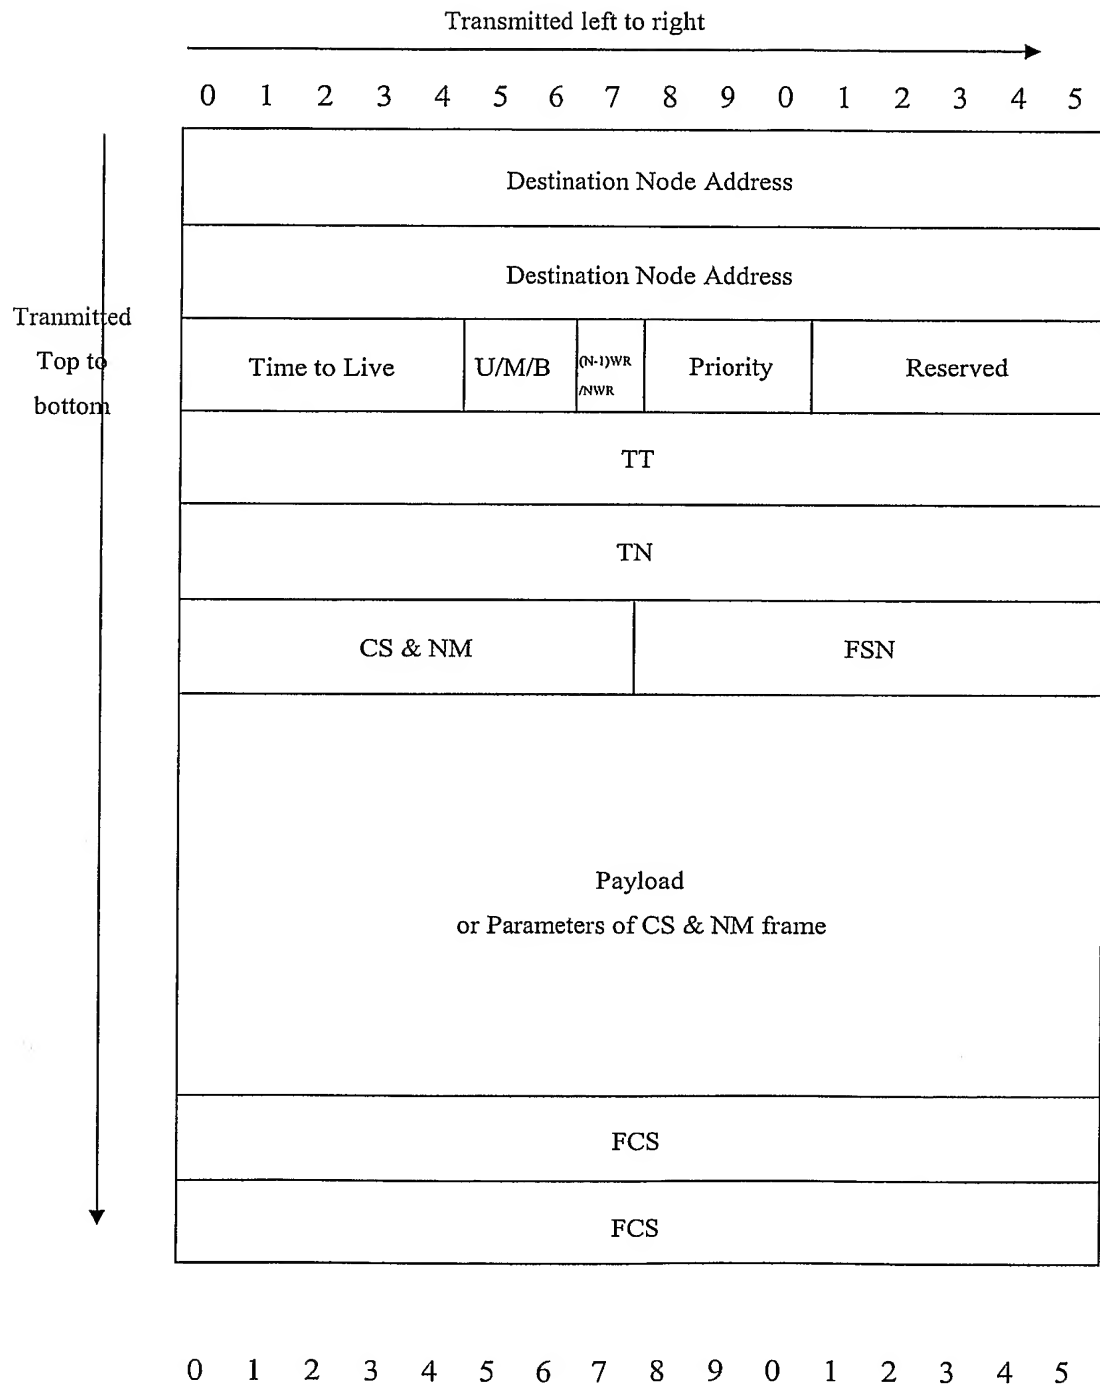 Transmitted left to right
0 1 2 3 4 5 6 7 8 9 0 1 2 3 4 5
Destination Node Address
Destination Node Address
Tranmitted
Top to
bottom
Time to Live U/M/B (N-1)WR
/NWR
Priority Reserved
TT
TN
CS & NM FSN
Payload
or Parameters of CS & NM frame
FCS
FCS
0 1 2 3 4 5 6 7 8 9 0 1 2 3 4 5